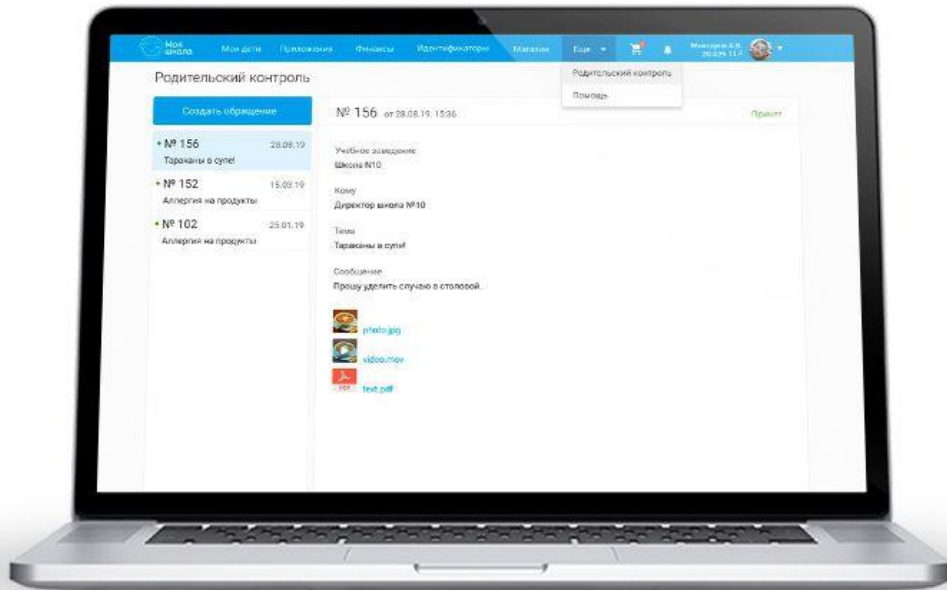 Моя
школа
Мои дети
Приложения
Финансы
Идентификаторы
Магазин
Еще
Родительский контроль
Помощь
Родительский контроль
Создать обращение
№ 156
28.08.19
Тараканы в супе!
№ 152
15.03.19
Аллергия на продукты
№ 102
25.01.19
Аллергия на продукты
№ 156 от 28.08.19. 15:36
Принят
Учебное заведение
Школа №10
Кому
Директор школа №10
Тема
Тараканы в супе!
Сообщение
Прошу уделить случаю в столовой.
photo.jpg
video.mov
PDF
text.pdf